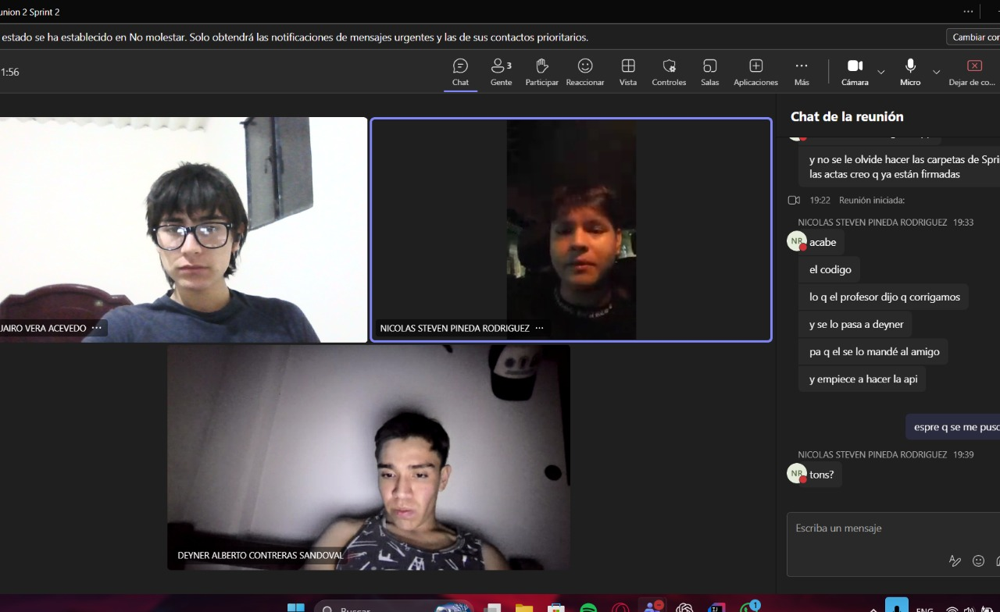 union 2 Sprint 2
estado se ha establecido en No molestar. Solo obtendrá las notificaciones de mensajes urgentes y las de sus contactos prioritarios.
Cambiar con
1:56
Chat
Gente
3
Participar
Reaccionar
Vista
Controles
Salas
Aplicaciones
Más
Cámara
Micro
Dejar de co...
JAIRO VERA ACEVEDO ...
NICOLAS STEVEN PINEDA RODRIGUEZ ...
DEYNER ALBERTO CONTRERAS SANDOVAL
Chat de la reunión
y no se le olvide hacer las carpetas de Spri
las actas creo q ya están firmadas
19:22 Reunión iniciada:
NICOLAS STEVEN PINEDA RODRIGUEZ 19:33
NR
acabe
el codigo
lo q el profesor dijo q corrigamos
y se lo pasa a deyner
pa q el se lo mandé al amigo
y empiece a hacer la api
espre q se me puso
NICOLAS STEVEN PINEDA RODRIGUEZ 19:39
NR
tons?
Escriba un mensaje
Buscar
1
ENG